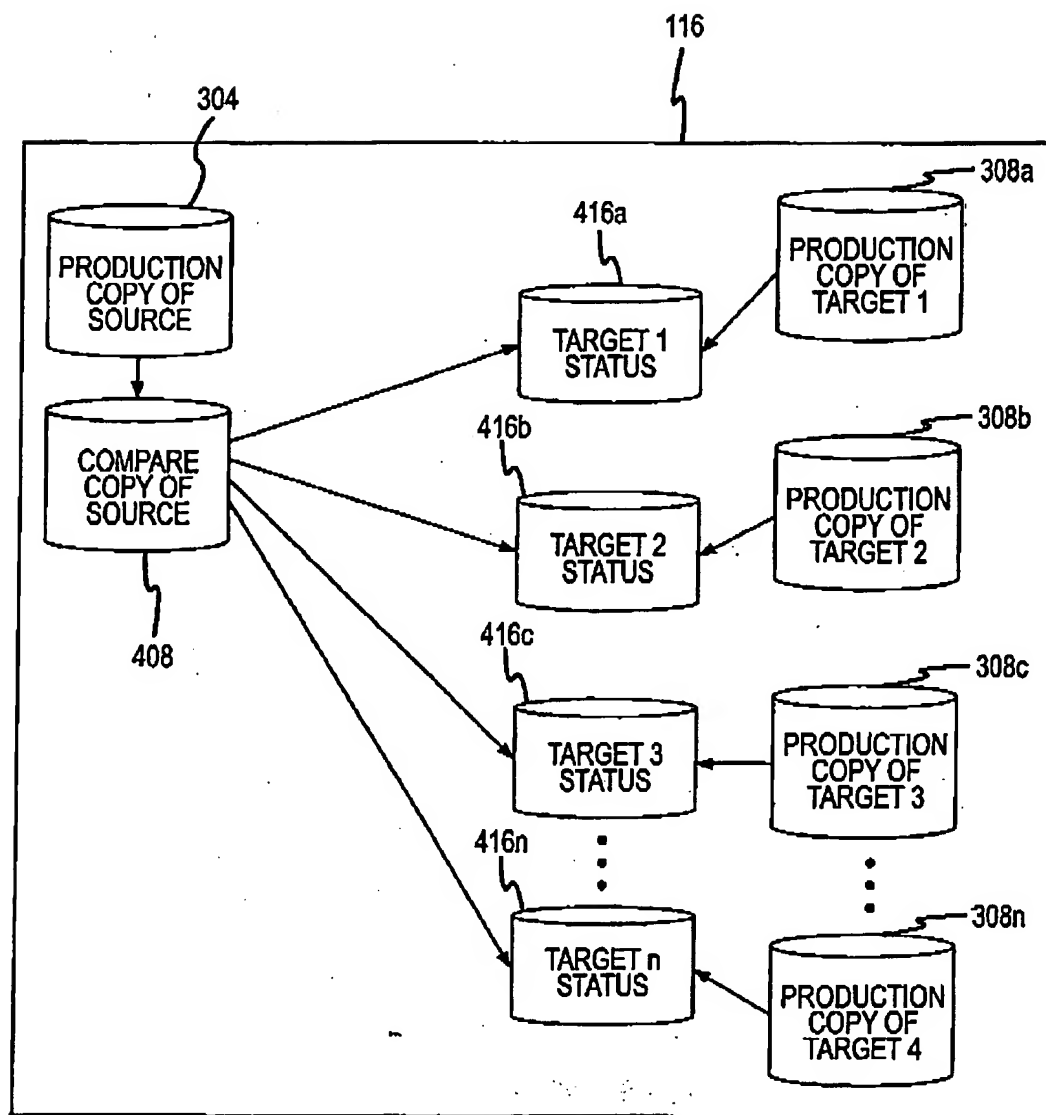 116
304
PRODUCTION
COPY OF
SOURCE
COMPARE
COPY OF
SOURCE
408
416a
TARGET 1
STATUS
308a
PRODUCTION
COPY OF
TARGET 1
416b
TARGET 2
STATUS
308b
PRODUCTION
COPY OF
TARGET 2
416c
TARGET 3
STATUS
308c
PRODUCTION
COPY OF
TARGET 3
416n
TARGET n
STATUS
308n
PRODUCTION
COPY OF
TARGET 4